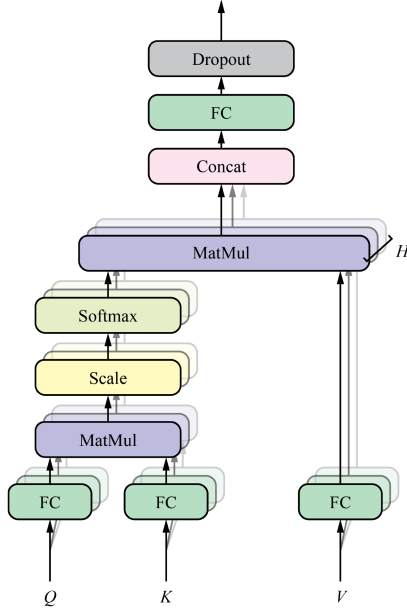 Dropout
FC
Concat
MatMul
H
Softmax
Scale
MatMul
FC FC FC
Q K V